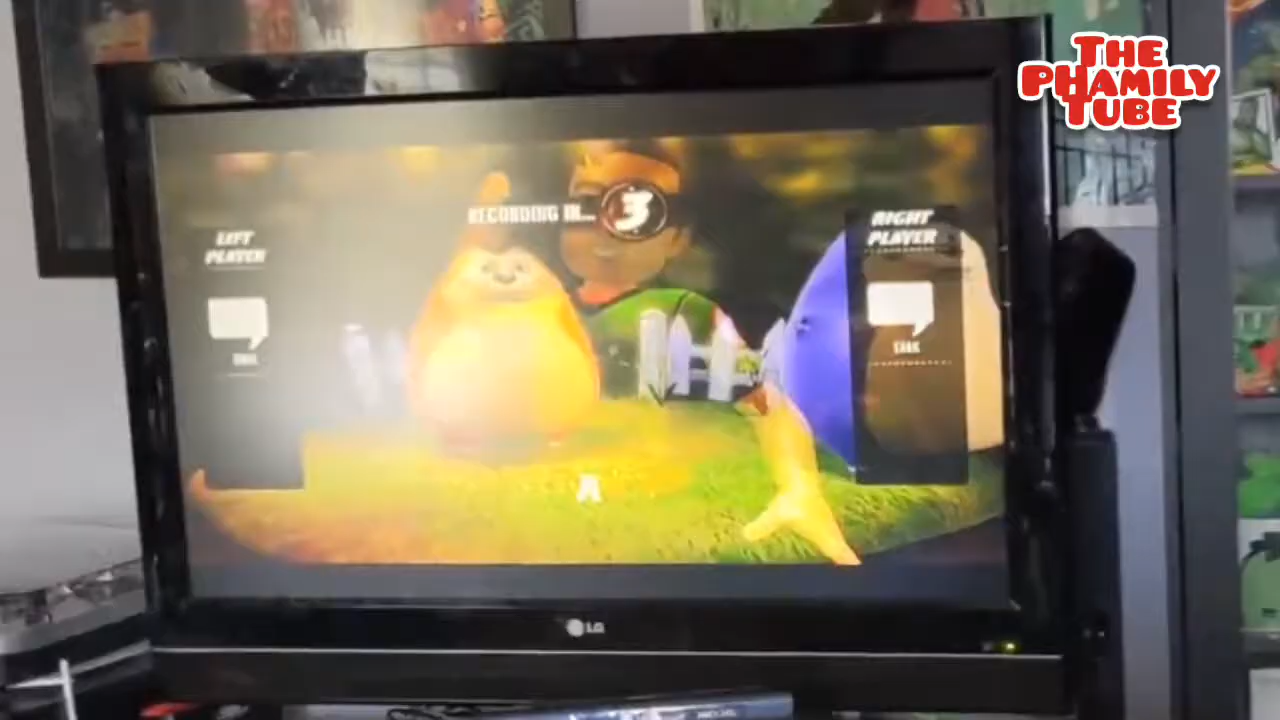 THE
PHAMILY
TUBE
RECORDING IN... 3
LEFT
PLAYER
RIGHT
PLAYER
TALK
LG